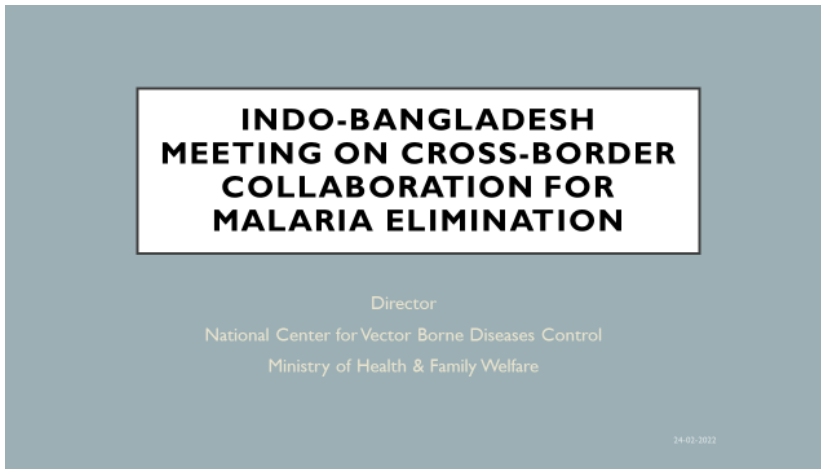 INDO-BANGLADESH
MEETING ON CROSS-BORDER
COLLABORATION FOR
MALARIA ELIMINATION
Director
National Center for Vector Borne Diseases Control
Ministry of Health & Family Welfare
24-02-2022